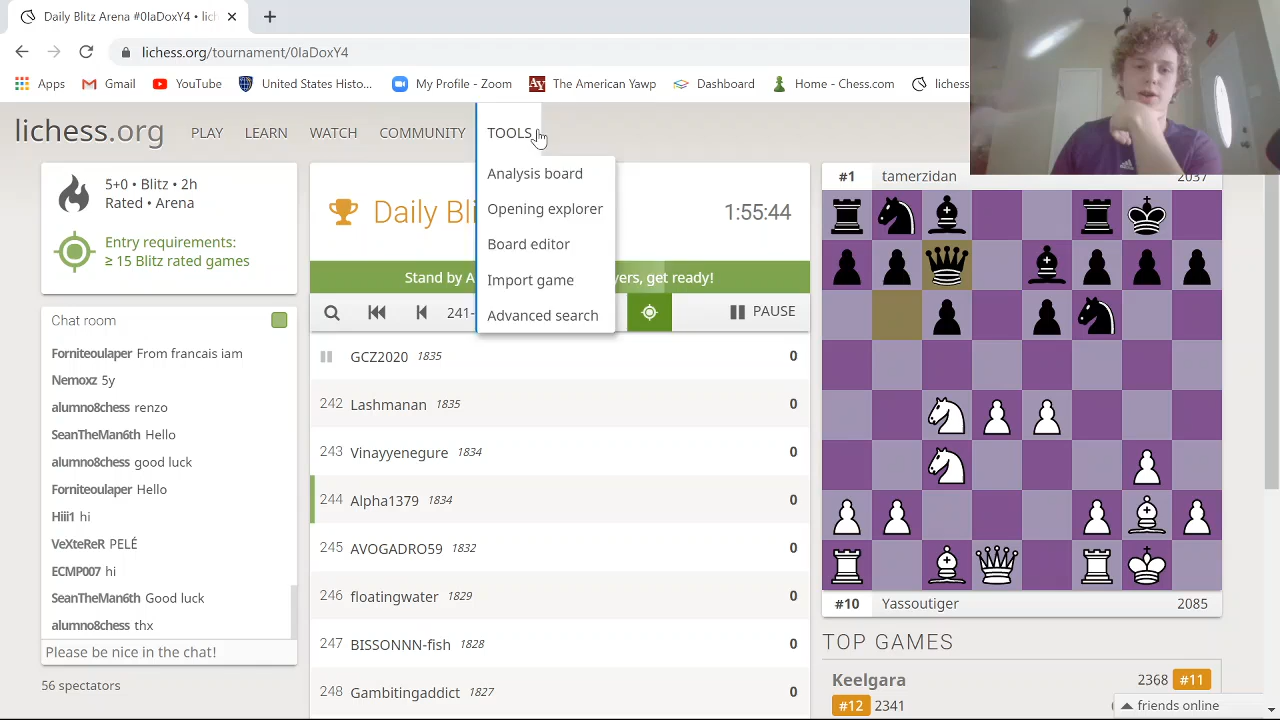 Daily Blitz Arena #0IaDoxY4 • lich
lichess.org/tournament/0IaDoxY4
Apps
Gmail
YouTube
United States Histo...
My Profile - Zoom
The American Yawp
Dashboard
Home - Chess.com
lichess
lichess.org
PLAY
LEARN
WATCH
COMMUNITY
TOOLS
Analysis board
Opening explorer
Board editor
Import game
Advanced search
5+0 • Blitz • 2h
Rated • Arena
Entry requirements:
≥ 15 Blitz rated games
Chat room
Forniteoulaper From francais iam
Nemoxz 5y
alumno8chess renzo
SeanTheMan6th Hello
alumno8chess good luck
Forniteoulaper Hello
Hiii1 hi
VeXteReR PELÉ
ECMP007 hi
SeanTheMan6th Good luck
alumno8chess thx
Please be nice in the chat!
56 spectators
Daily Bli
1:55:44
Stand by A
yers, get ready!
241-
PAUSE
GCZ2020 1835 0
242 Lashmanan 1835 0
243 Vinayyenegure 1834 0
244 Alpha1379 1834 0
245 AVOGADRO59 1832 0
246 floatingwater 1829 0
247 BISSONNN-fish 1828 0
248 Gambitingaddict 1827 0
#1 tamerzidan 2037
#10 Yassoutiger 2085
TOP GAMES
Keelgara 2368 #11
#12 2341
friends online